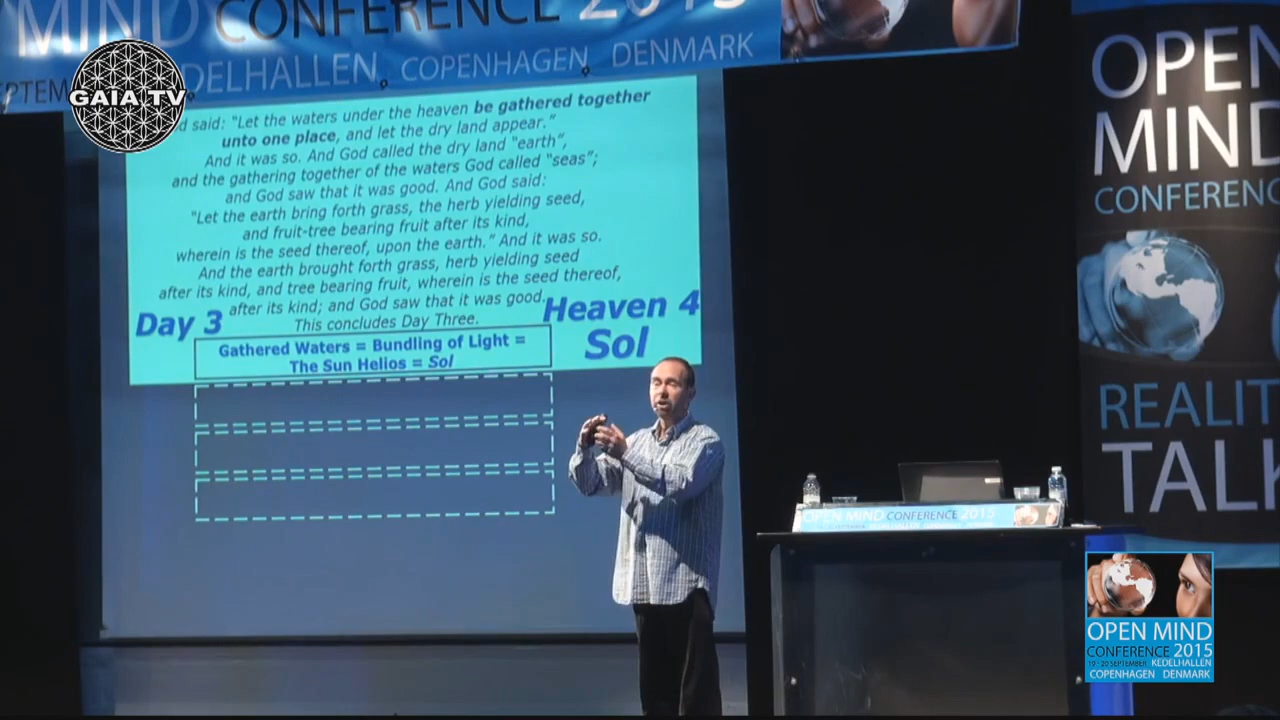 MIND CONFERENCE 2015
KEDELHALLEN, COPENHAGEN DENMARK
GAIA TV
said: "Let the waters under the heaven be gathered together
unto one place, and let the dry land appear."
And it was so. And God called the dry land "earth",
and the gathering together of the waters God called "seas";
and God saw that it was good. And God said:
"Let the earth bring forth grass, the herb yielding seed,
and fruit-tree bearing fruit after its kind,
wherein is the seed thereof, upon the earth." And it was so.
And the earth brought forth grass, herb yielding seed
after its kind, and tree bearing fruit, wherein is the seed thereof,
after its kind; and God saw that it was good.
This concludes Day Three.
Day 3
Heaven 4
Sol
Gathered Waters = Bundling of Light =
The Sun Helios = Sol
OPEN
MIND
CONFERENC
REALIT
TALK
OPEN MIND CONFERENCE 2015
OPEN MIND
CONFERENCE 2015
19 - 20 SEPTEMBER KEDELHALLEN
COPENHAGEN DENMARK